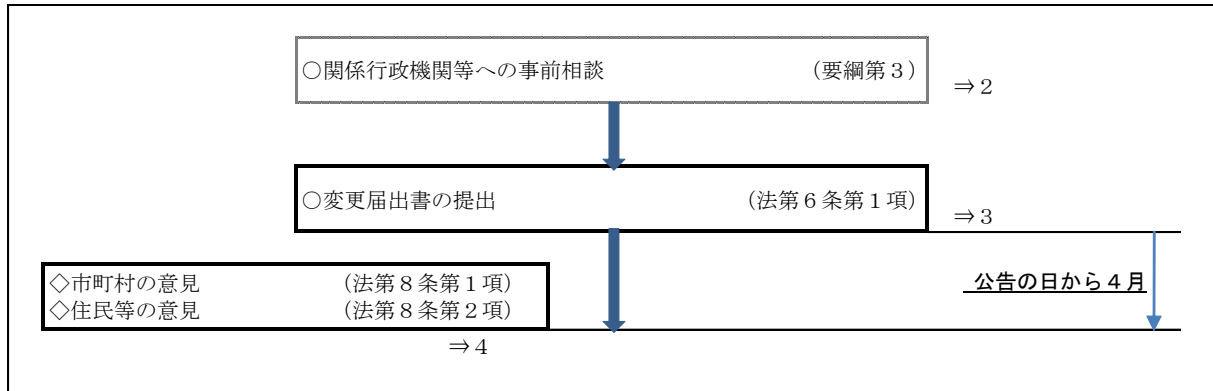 ○関係行政機関等への事前相談 （要綱第３）
⇒２
○変更届出書の提出 （法第６条第１項）
⇒３
◇市町村の意見 （法第８条第１項）
◇住民等の意見 （法第８条第２項）
公告の日から４月
⇒４